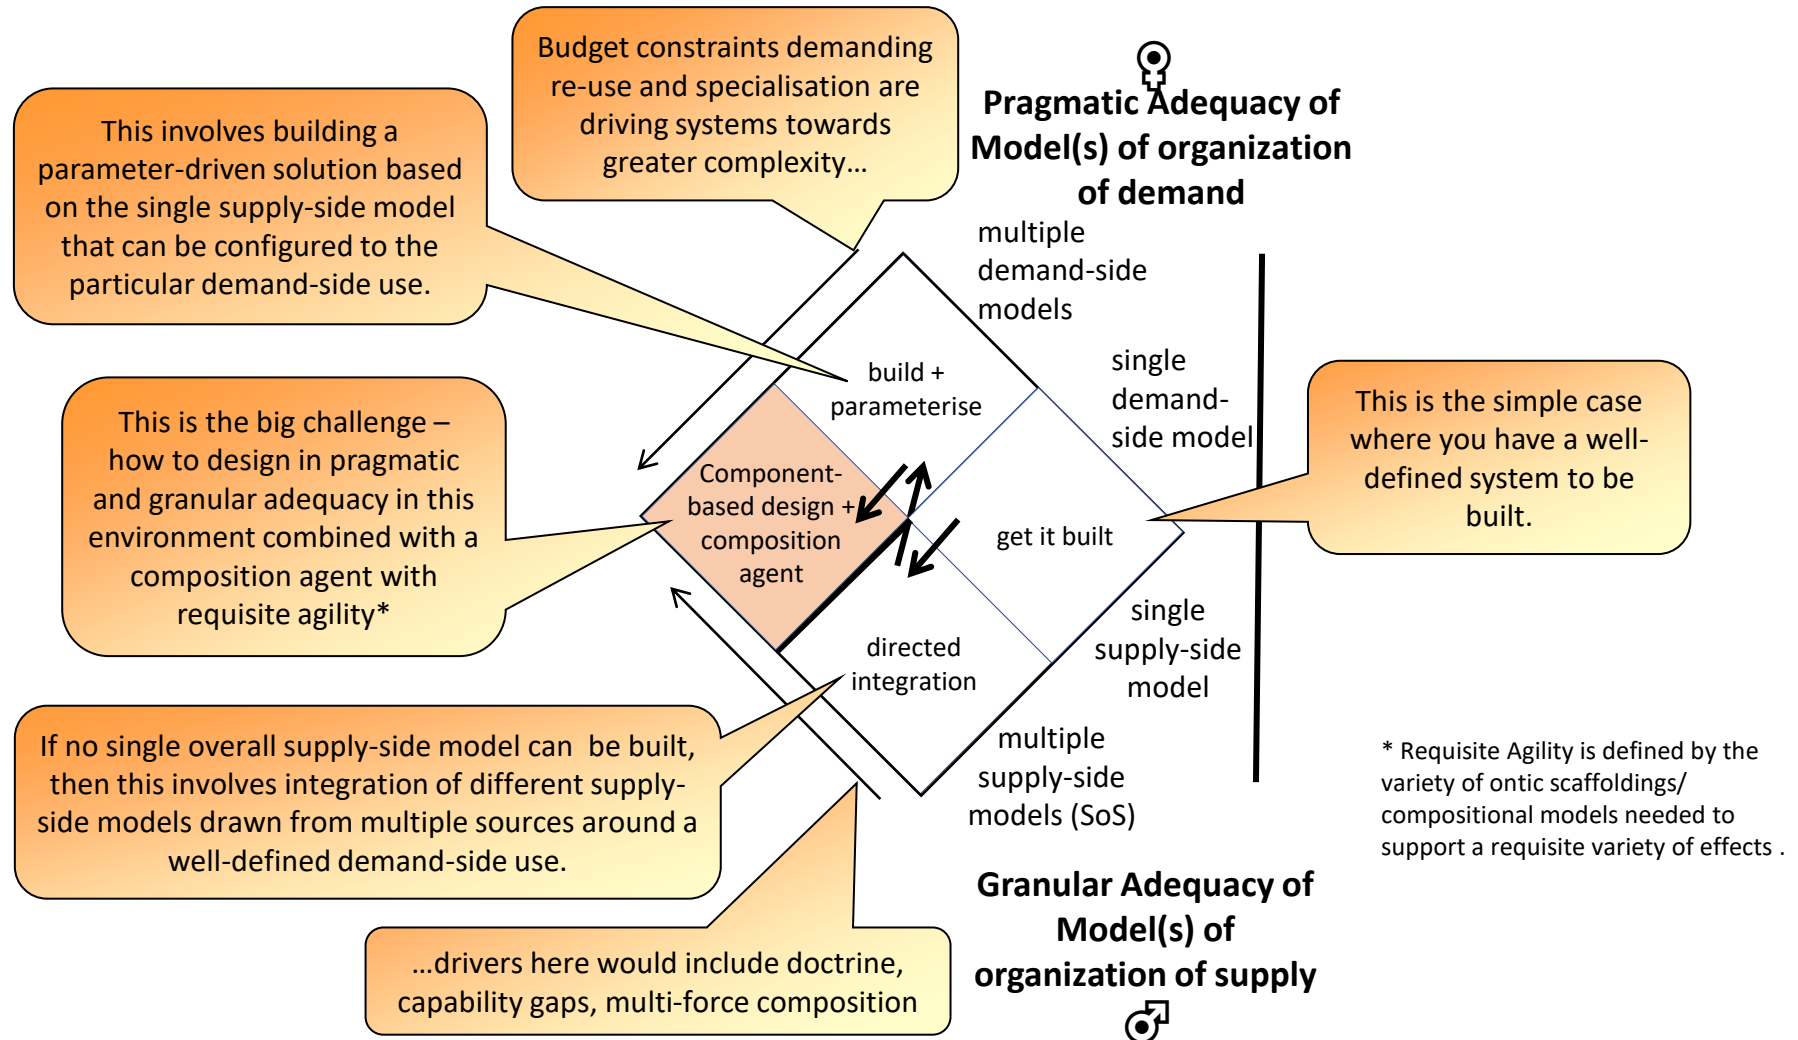 Budget constraints demanding
re-use and specialisation are
driving systems towards
greater complexity…
Pragmatic Adequacy of
Model(s) of organization
of demand
This involves building a
parameter-driven solution based
on the single supply-side model
that can be configured to the
particular demand-side use.
multiple
demand-side
models
single
demand-
side model
build +
parameterise
This is the simple case
where you have a well-
defined system to be
built.
This is the big challenge –
how to design in pragmatic
and granular adequacy in this
environment combined with a
composition agent with
requisite agility*
Component-
based design +
composition
agent
get it built
directed
integration
single
supply-side
model
multiple
supply-side
models (SoS)
If no single overall supply-side model can  be built,
then this involves integration of different supply-
side models drawn from multiple sources around a
well-defined demand-side use.
* Requisite Agility is defined by the
variety of ontic scaffoldings/
compositional models needed to
support a requisite variety of effects .
Granular Adequacy of
Model(s) of
organization of supply
…drivers here would include doctrine,
capability gaps, multi-force composition